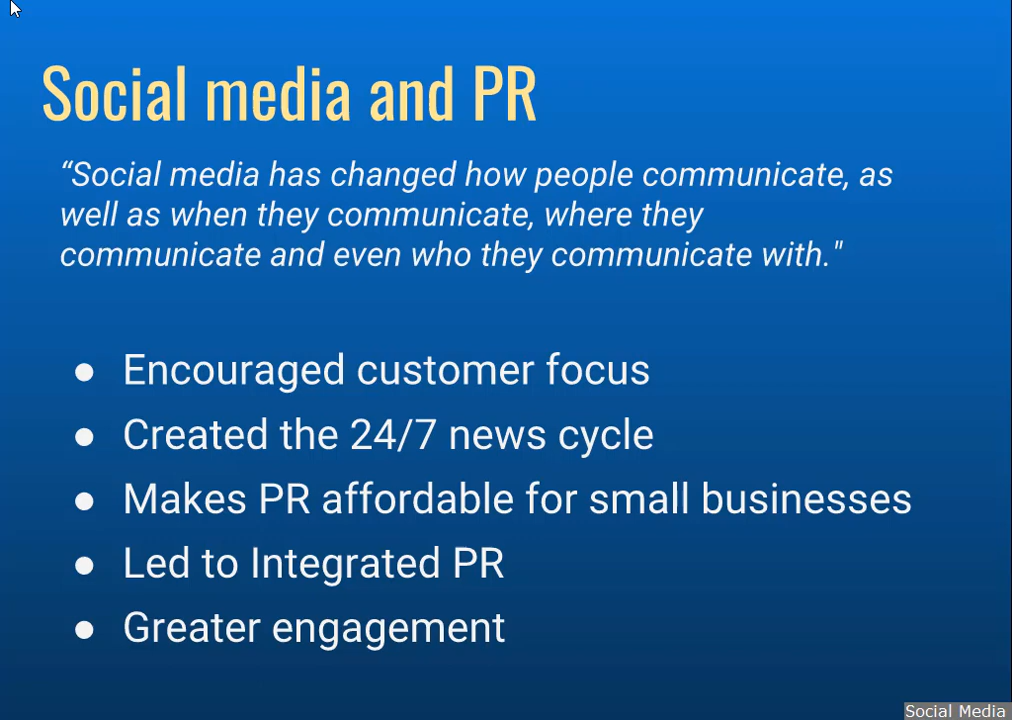 Social media and PR
“Social media has changed how people communicate, as
well as when they communicate, where they
communicate and even who they communicate with."
● Encouraged customer focus
● Created the 24/7 news cycle
● Makes PR affordable for small businesses
● Led to Integrated PR
● Greater engagement
Social Media